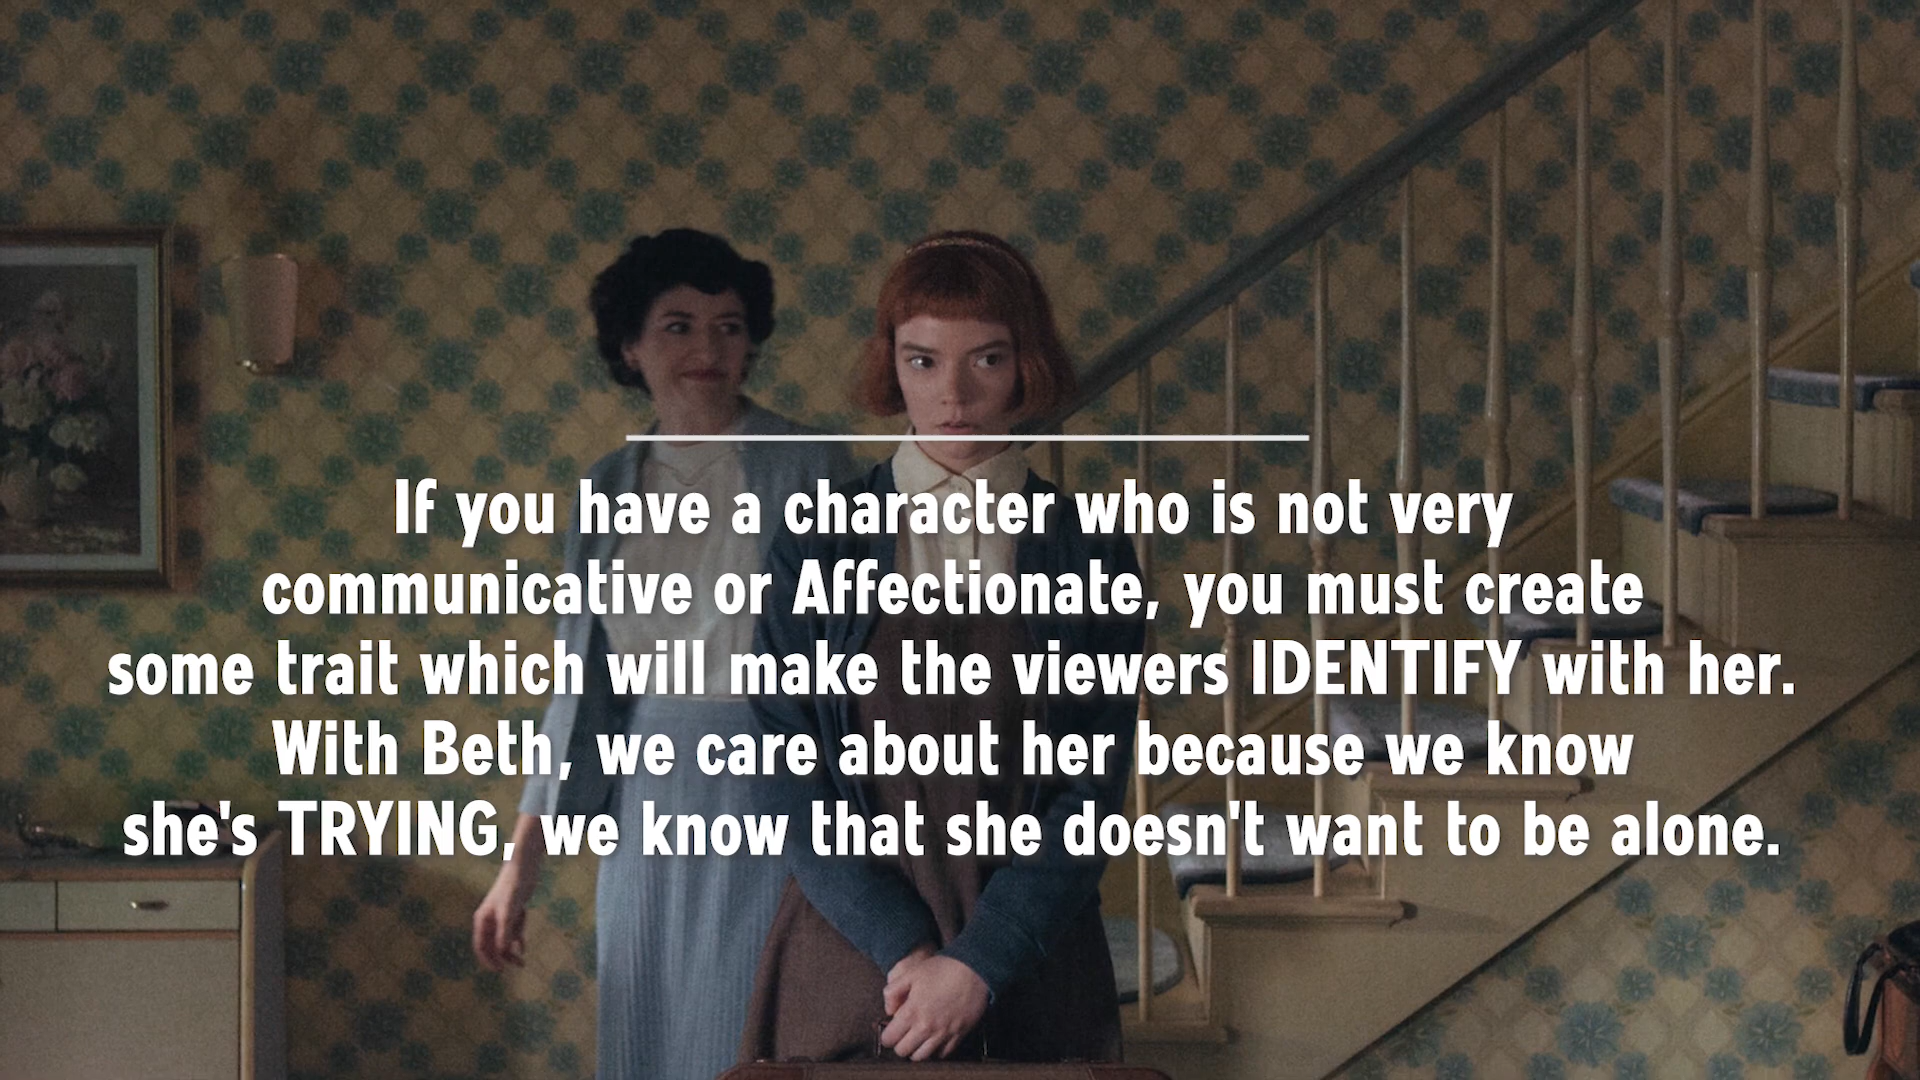 If you have a character who is not very
communicative or Affectionate, you must create
some trait which will make the viewers IDENTIFY with her.
With Beth, we care about her because we know
she's TRYING, we know that she doesn't want to be alone.